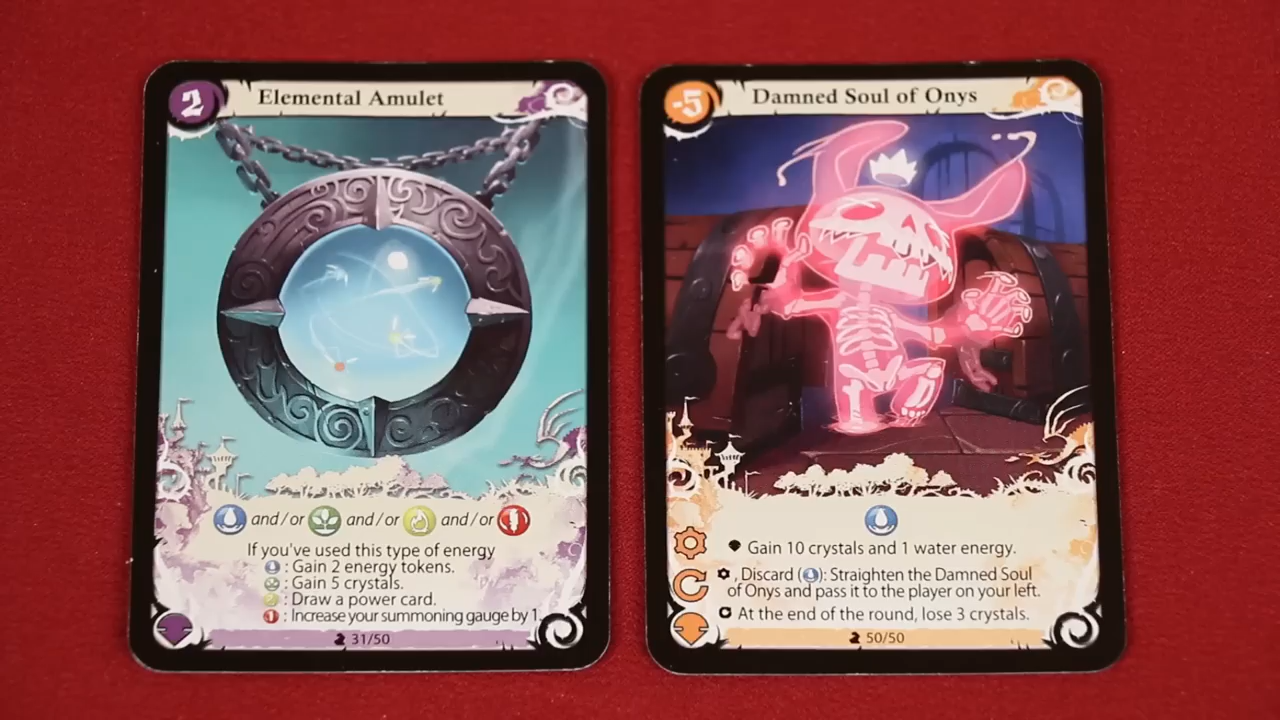 2
Elemental Amulet
and/or and/or and/or
If you've used this type of energy
: Gain 2 energy tokens.
: Gain 5 crystals.
: Draw a power card.
: Increase your summoning gauge by 1.
31/50
-5
Damned Soul of Onys
Gain 10 crystals and 1 water energy.
, Discard ( ): Straighten the Damned Soul
of Onys and pass it to the player on your left.
At the end of the round, lose 3 crystals.
50/50